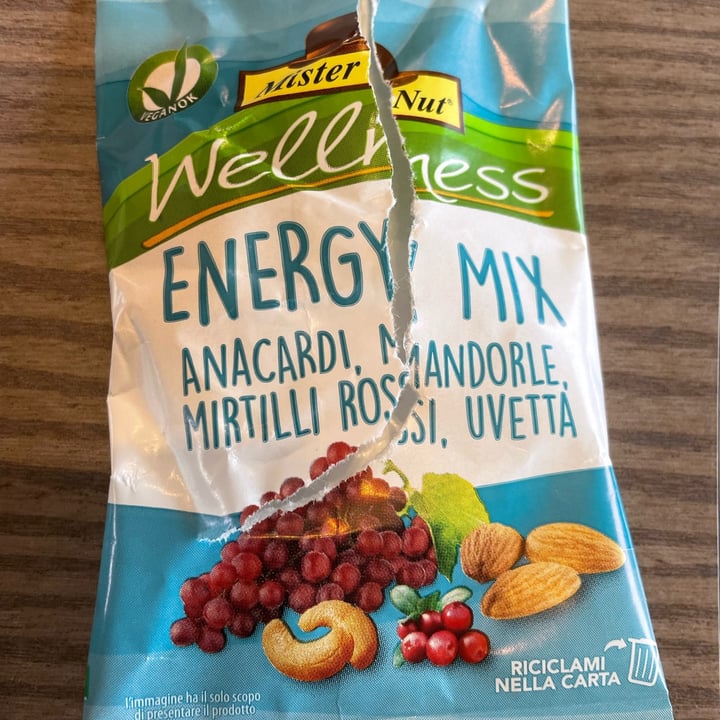 VEGANOK
Mister Nut®
Wellness
ENERGY MIX
ANACARDI, MANDORLE,
MIRTILLI ROSSI, UVETTA
RICICLAMI
NELLA CARTA
L'immagine ha il solo scopo
di presentare il prodotto